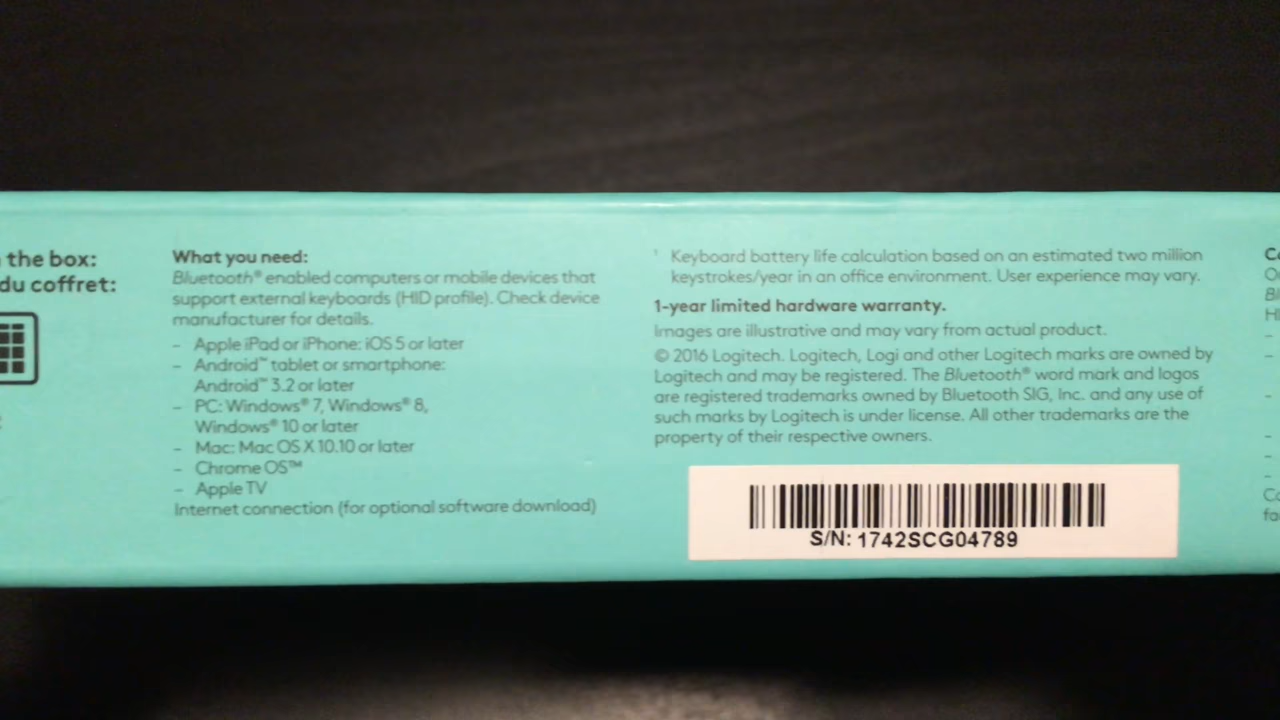 the box:
du coffret:
What you need:
Bluetooth® enabled computers or mobile devices that
support external keyboards (HID profile). Check device
manufacturer for details.
- Apple iPad or iPhone: iOS 5 or later
- Android™ tablet or smartphone:
Android™ 3.2 or later
- PC: Windows® 7, Windows® 8,
Windows® 10 or later
- Mac: Mac OS X 10.10 or later
- Chrome OS™
- Apple TV
Internet connection (for optional software download)
¹ Keyboard battery life calculation based on an estimated two million
keystrokes/year in an office environment. User experience may vary.
1-year limited hardware warranty.
Images are illustrative and may vary from actual product.
© 2016 Logitech. Logitech, Logi and other Logitech marks are owned by
Logitech and may be registered. The Bluetooth® word mark and logos
are registered trademarks owned by Bluetooth SIG, Inc. and any use of
such marks by Logitech is under license. All other trademarks are the
property of their respective owners.
S/N: 1742SCG04789